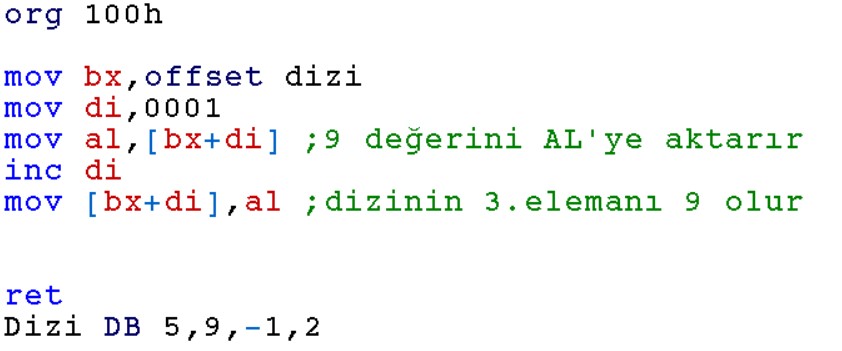 org 100h
mov bx,offset dizi
mov di,0001
mov al,[bx+di] ;9 değerini AL'ye aktarır
inc di
mov [bx+di],al ;dizinin 3.elemanı 9 olur
ret
Dizi DB 5,9,-1,2